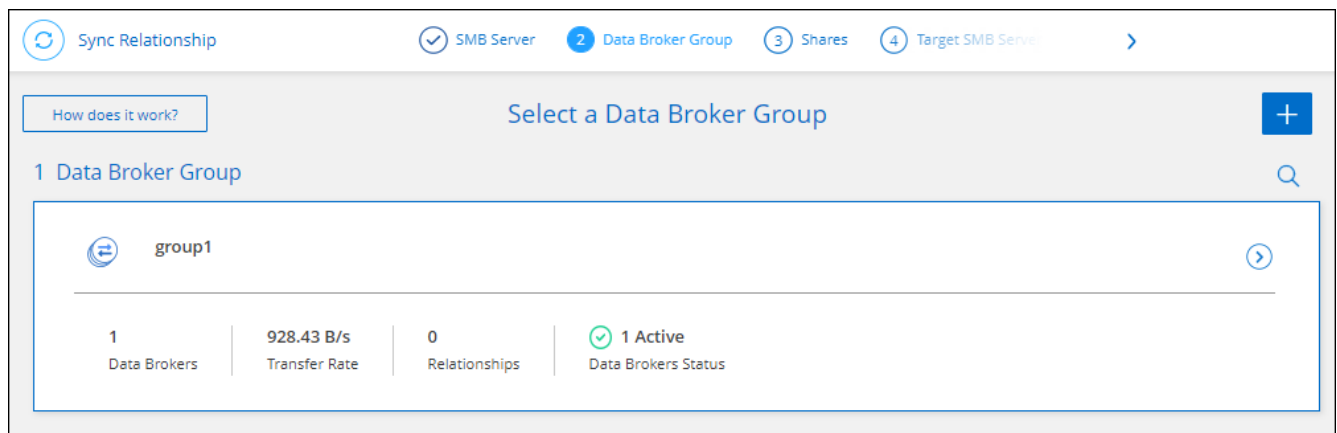 Sync Relationship
SMB Server
2 Data Broker Group
3 Shares
4 Target SMB Serve
How does it work?
Select a Data Broker Group
1 Data Broker Group
group1
1 928.43 B/s 0 1 Active
Data Brokers Transfer Rate Relationships Data Brokers Status